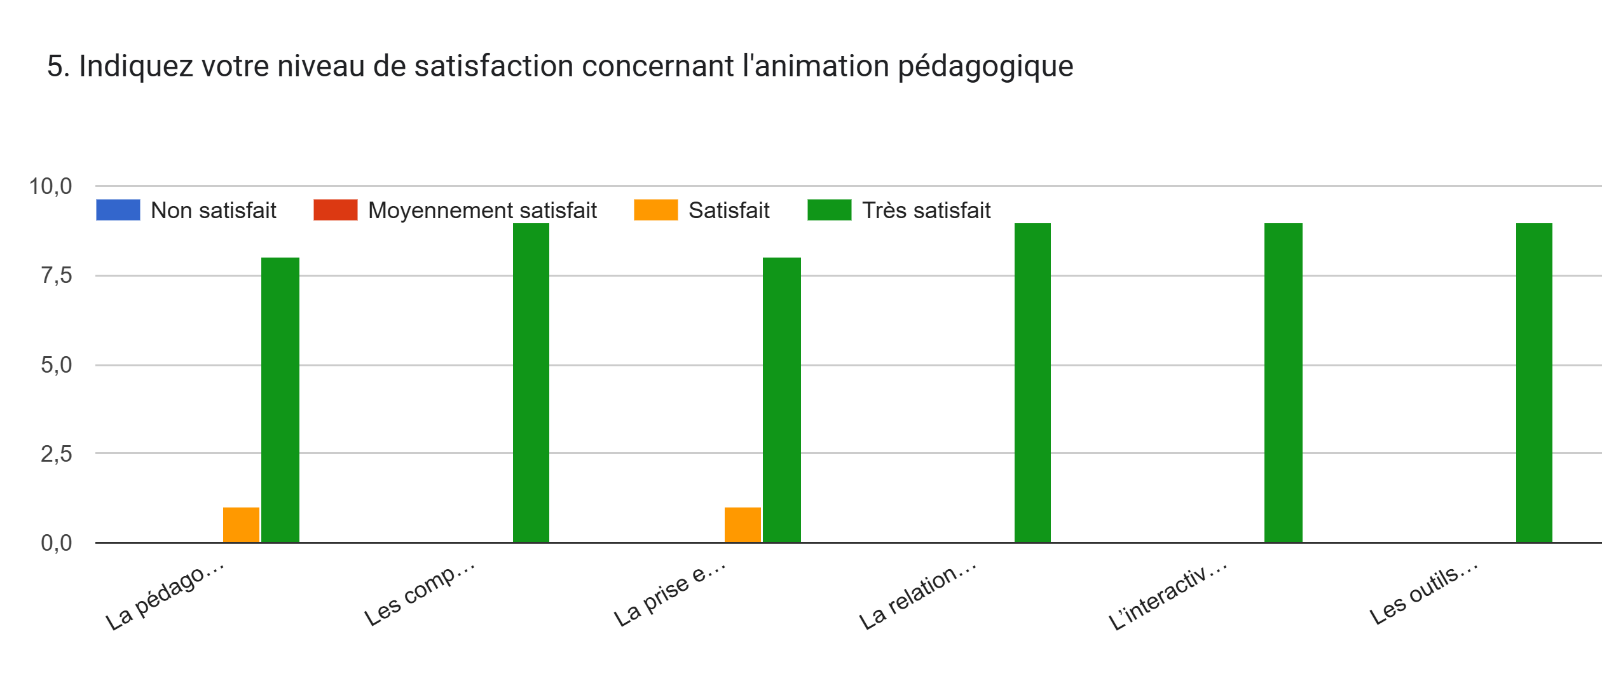 5. Indiquez votre niveau de satisfaction concernant l'animation pédagogique
10,0
Non satisfait Moyennement satisfait Satisfait Très satisfait
7,5
5,0
2,5
0,0
La pédago…
Les comp…
La prise e…
La relation…
L’interactiv…
Les outils…